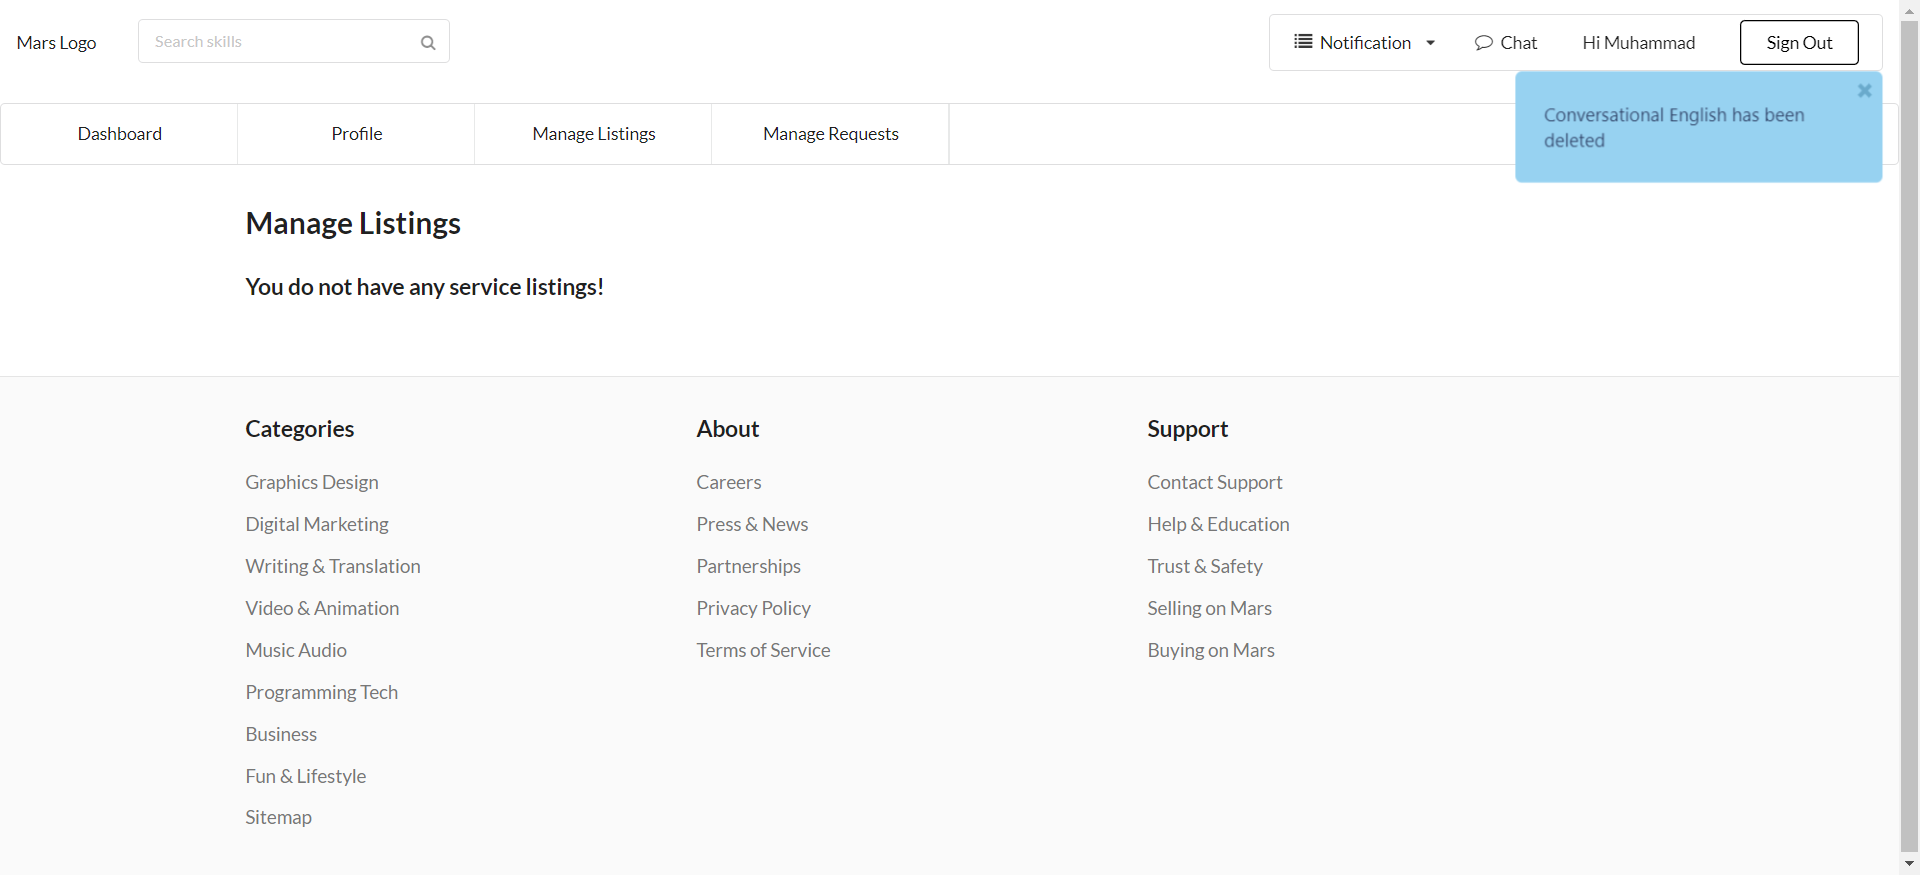 Mars Logo
Search skills
Notification
Chat
Hi Muhammad
Sign Out
Conversational English has been
deleted
Dashboard
Profile
Manage Listings
Manage Requests
Manage Listings
You do not have any service listings!
Categories
Graphics Design
Digital Marketing
Writing & Translation
Video & Animation
Music Audio
Programming Tech
Business
Fun & Lifestyle
Sitemap
About
Careers
Press & News
Partnerships
Privacy Policy
Terms of Service
Support
Contact Support
Help & Education
Trust & Safety
Selling on Mars
Buying on Mars